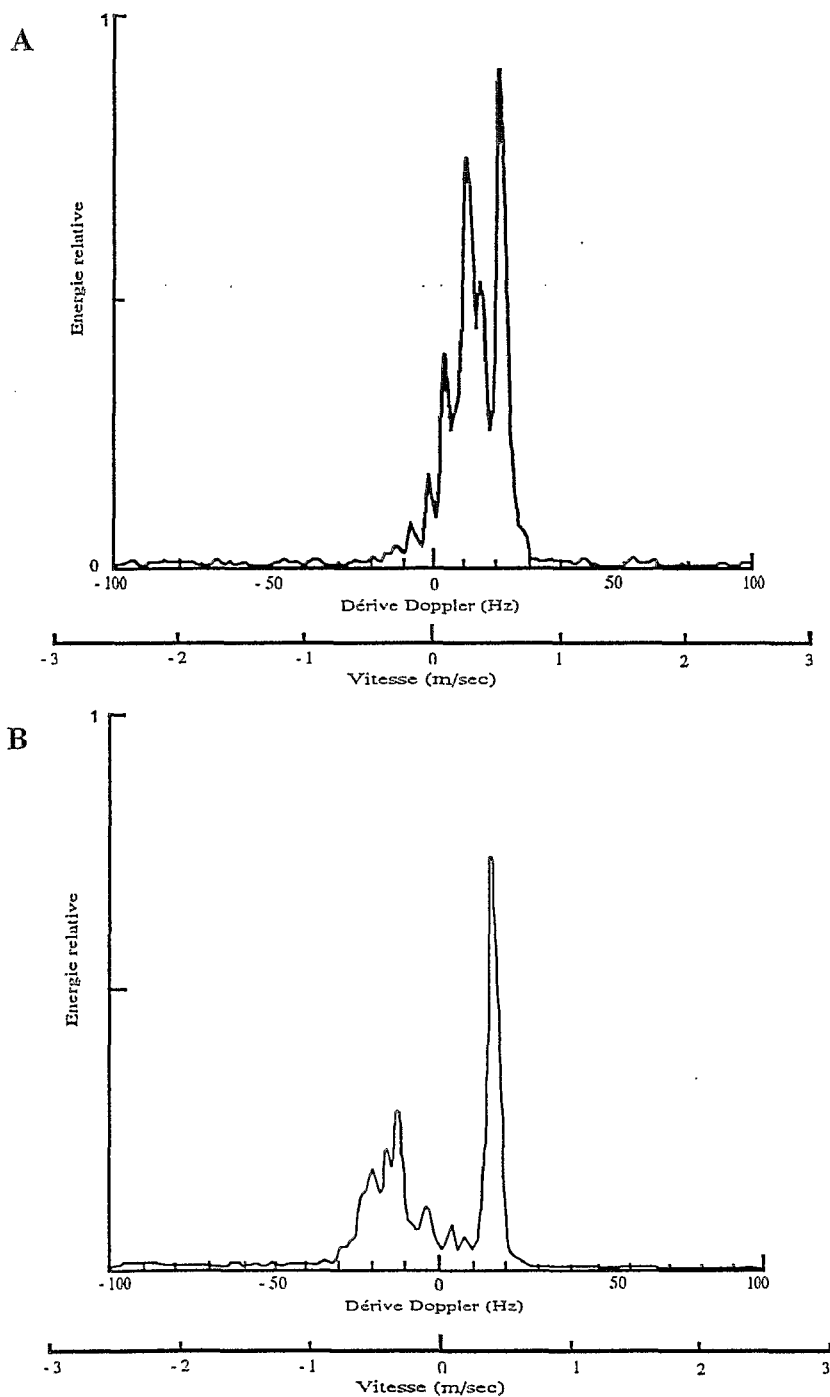 A
1
Energie relative
0
-100 -50 0 50 100
Dérive Doppler (Hz)
-3 -2 -1 0 1 2 3
Vitesse (m/sec)
B
1
Energie relative
-100 -50 0 50 100
Dérive Doppler (Hz)
-3 -2 -1 0 1 2 3
Vitesse (m/sec)